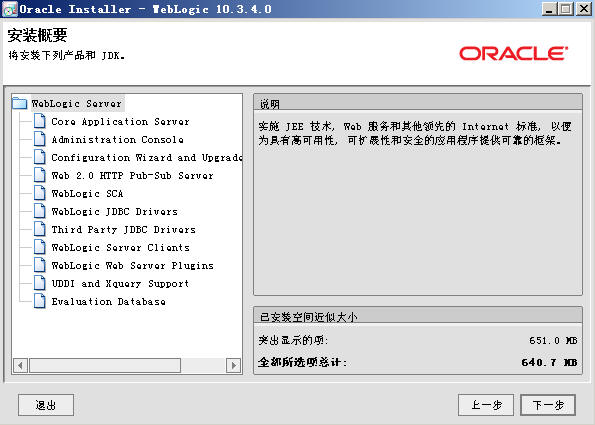 Oracle Installer - WebLogic 10.3.4.0
安装概要
将安装下列产品和 JDK。
ORACLE
WebLogic Server
Core Application Server
Administration Console
Configuration Wizard and Upgrade
Web 2.0 HTTP Pub-Sub Server
WebLogic SCA
WebLogic JDBC Drivers
Third Party JDBC Drivers
WebLogic Server Clients
WebLogic Web Server Plugins
UDDI and Xquery Support
Evaluation Database
说明
实施 JEE 技术, Web 服务和其他领先的 Internet 标准, 以便
为具有高可用性, 可扩展性和安全的应用程序提供可靠的框架。
已安装空间近似大小
突出显示的项: 651.0 MB
全部所选项总计: 640.7 MB
退出
上一步
下一步